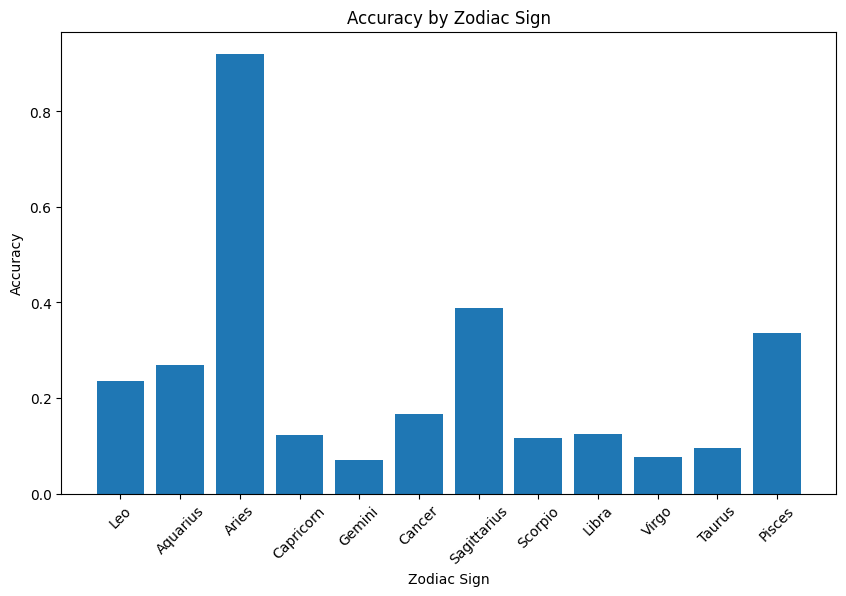 Accuracy by Zodiac Sign
Accuracy
0.8
0.6
0.4
0.2
0.0
Leo
Aquarius
Aries
Capricorn
Gemini
Cancer
Sagittarius
Scorpio
Libra
Virgo
Taurus
Pisces
Zodiac Sign